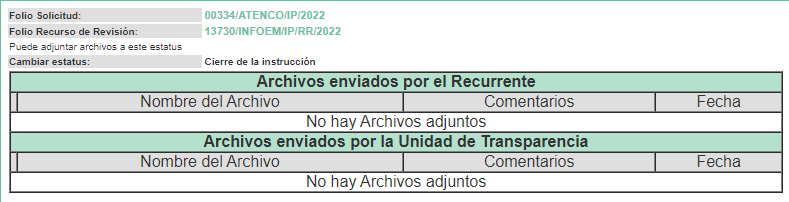 Folio Solicitud: 00334/ATENCO/IP/2022
Folio Recurso de Revisión: 13730/INFOEM/IP/RR/2022
Puede adjuntar archivos a este estatus
Cambiar estatus: Cierre de la instrucción
Archivos enviados por el Recurrente
Nombre del Archivo Comentarios Fecha
No hay Archivos adjuntos
Archivos enviados por la Unidad de Transparencia
Nombre del Archivo Comentarios Fecha
No hay Archivos adjuntos